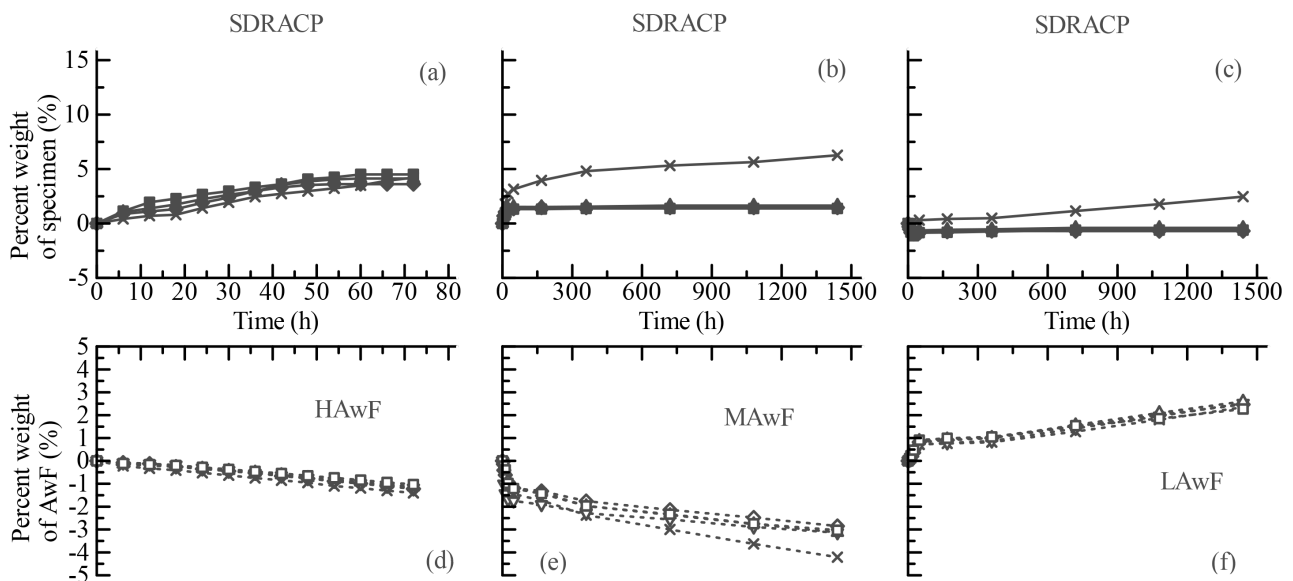 SDRACP SDRACP SDRACP
Percent weight
of specimen (%)
15
10
5
0
-5
(a) (b) (c)
0 10 20 30 40 50 60 70 80
0 300 600 900 1200 1500
0 300 600 900 1200 1500
Time (h) Time (h) Time (h)
Percent weight
of AwF (%)
5
3
2
1
0
-1
-2
-3
-4
-5
HAwF MAwF LAwF
(d) (e) (f)